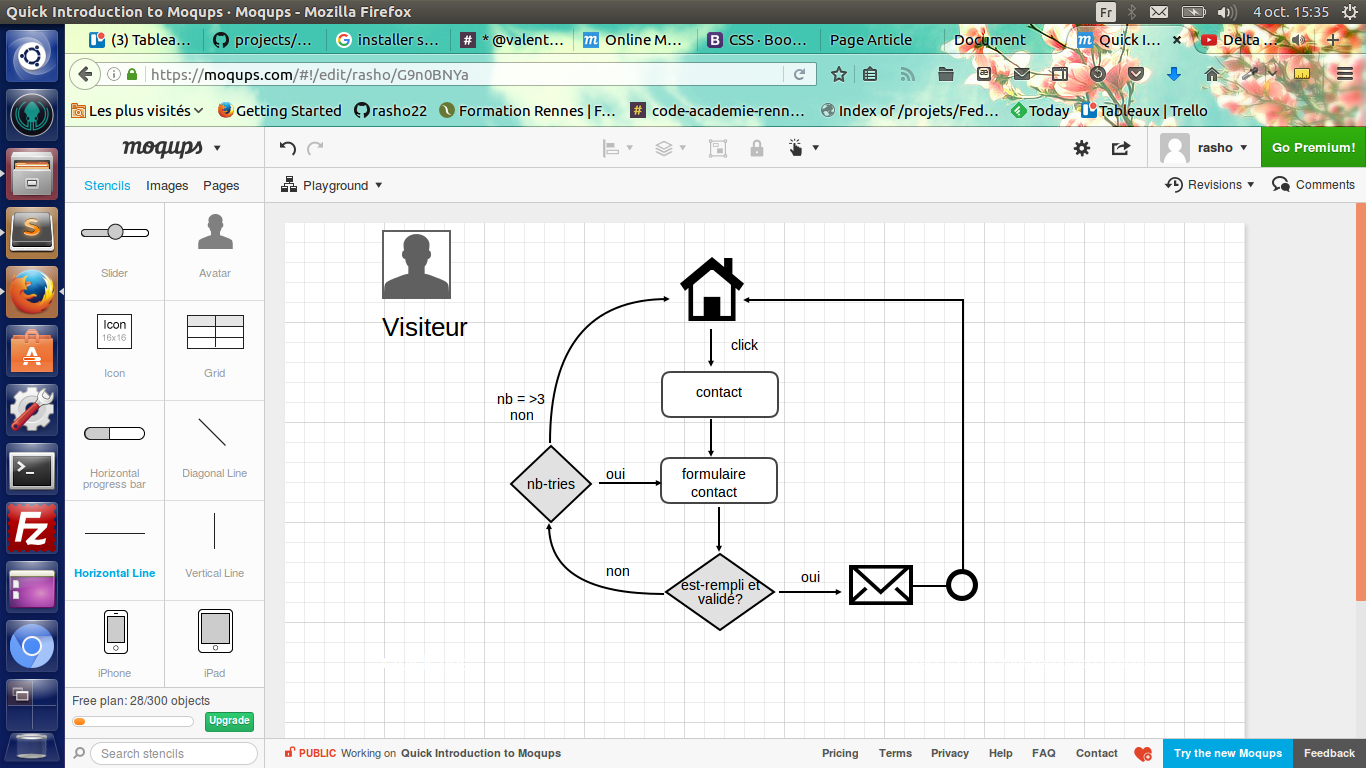 Quick Introduction to Moqups · Moqups - Mozilla Firefox
Fr
4 oct. 15:35
(3) Tablea…
projects/…
instrier s…
* @valent…
Online M…
CSS · Boo…
Page Article
Document
Quick I…
Delta
https://moqups.com/#!/edit/rasho/G9n0BNYa
Les plus visités
Getting Started
rasho22
Formation Rennes | F…
code-academie-renn…
Index of /projets/Fed…
Today
Tableaux | Trello
moqups
rasho
Go Premium!
Stencils
Images
Pages
Playground
Revisions
Comments
Slider
Avatar
Icon
16x16
Icon
Grid
Horizontal
progress bar
Diagonal Line
Horizontal Line
Vertical Line
iPhone
iPad
Free plan: 28/300 objects
Upgrade
Search stencils
Visiteur
click
contact
nb = >3
non
formulaire
contact
oui
nb-tries
non
est-rempli et
validé?
oui
PUBLIC
Working on
Quick Introduction to Moqups
Pricing
Terms
Privacy
Help
FAQ
Contact
Try the new Moqups
Feedback